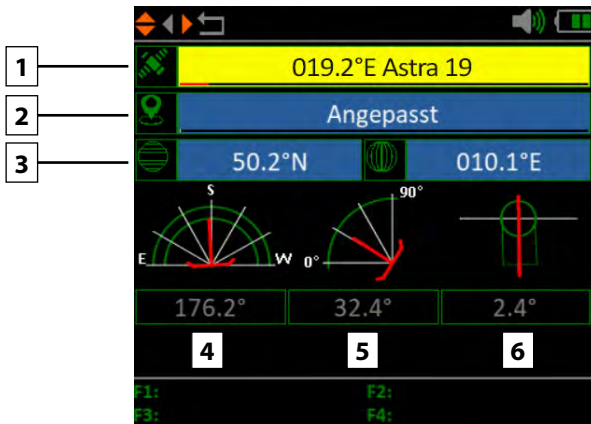 1 019.2°E Astra 19
2 Angepasst
3 50.2°N 010.1°E
S 90°
E W 0°
176.2° 32.4° 2.4°
4 5 6
F1: F2:
F3: F4: